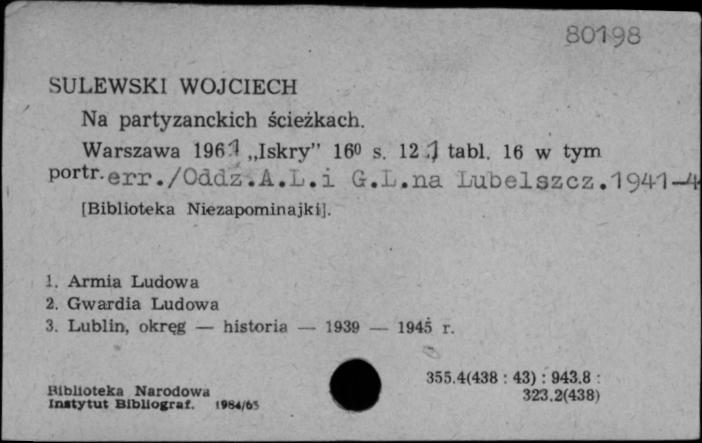 80198
SULEWSKI WOJCIECH
Na partyzanckich ścieżkach.
Warszawa 1961 „Iskry” 16⁰ s. 121 tabl. 16 w tym
portr. err./Oddz.A.L.i G.L.na Lubelszcz.1941-4
[Biblioteka Niezapominajki].
1. Armia Ludowa
2. Gwardia Ludowa
3. Lublin, okręg — historia — 1939 — 1945 r.
355.4(438 : 43) : 943.8 :
323.2(438)
Biblioteka Narodowa
Instytut Bibliograf. 1984/65